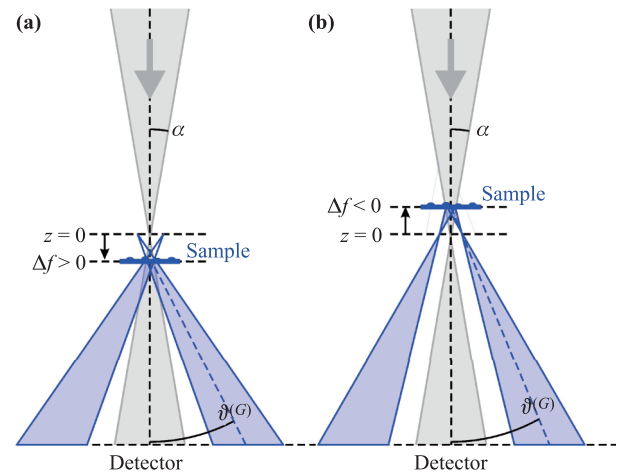 (a)
α
z = 0
Δf > 0
Sample
ϑ(G)
Detector
(b)
α
Sample
Δf < 0
z = 0
ϑ(G)
Detector